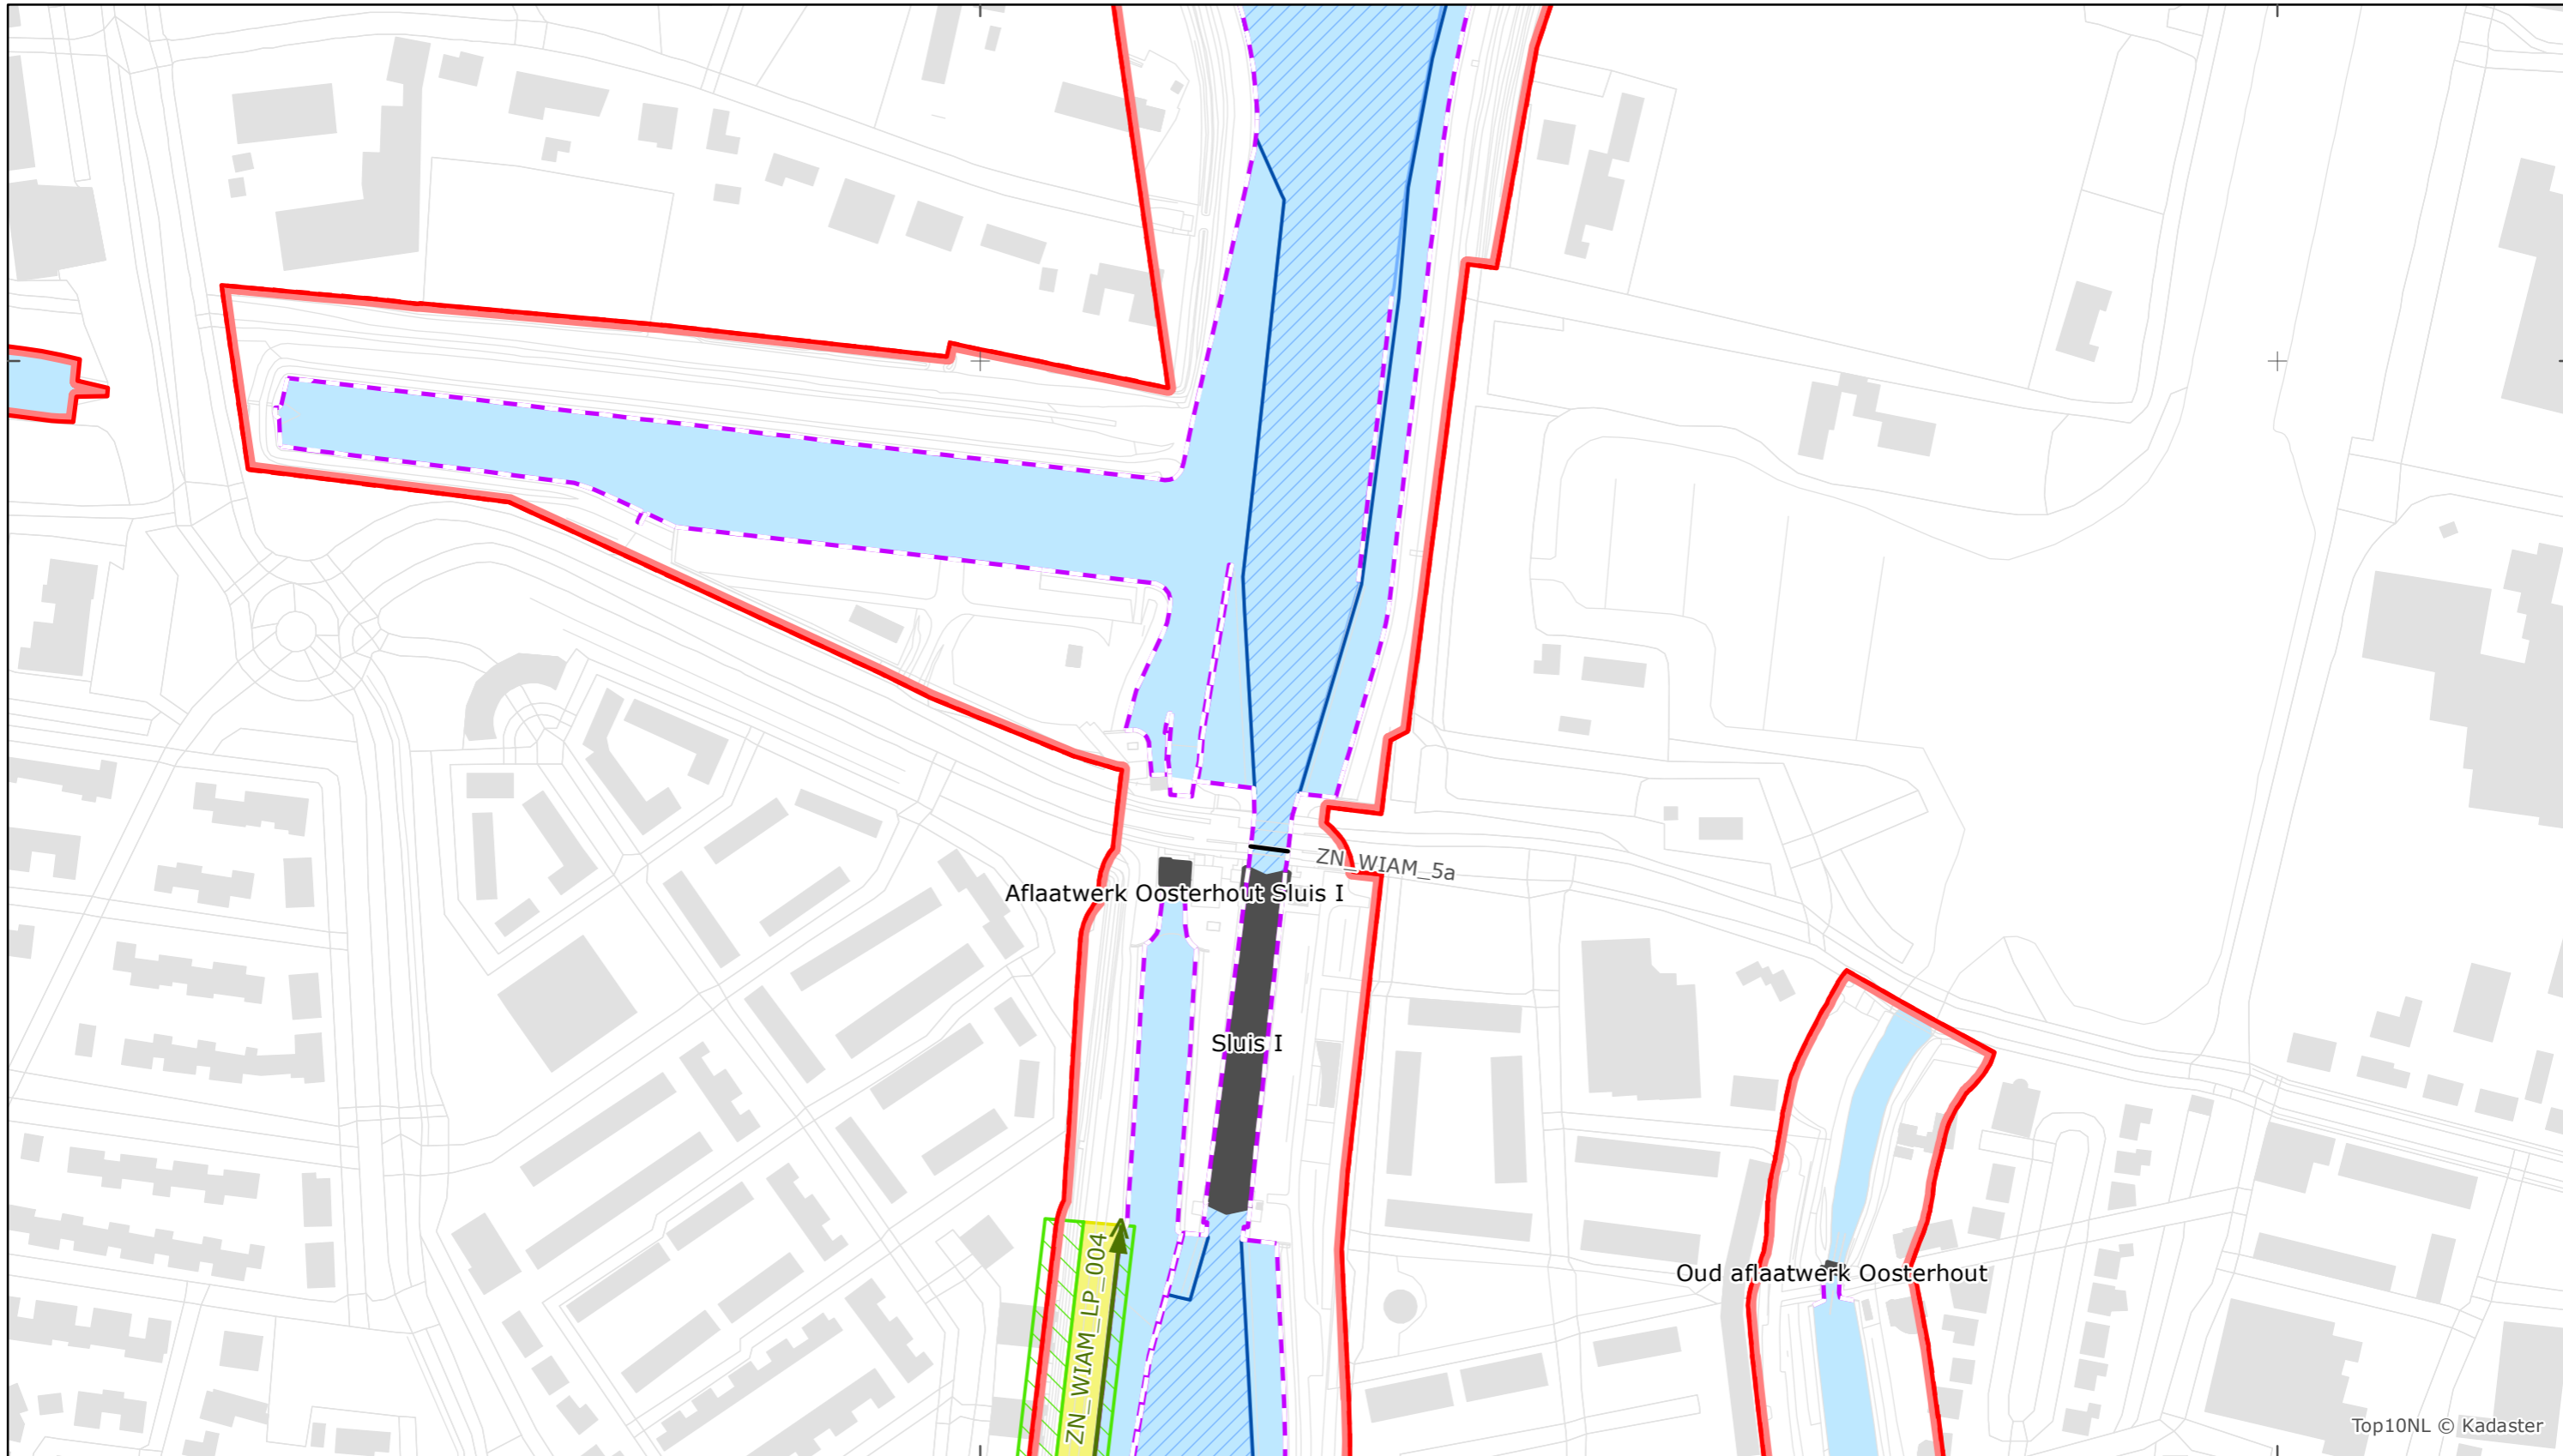 ZN_WIAM_5a
Aflaatwerk Oosterhout Sluis I
Sluis I
ZN_WIAM_LP_004
Oud aflaatwerk Oosterhout
Top10NL © Kadaster